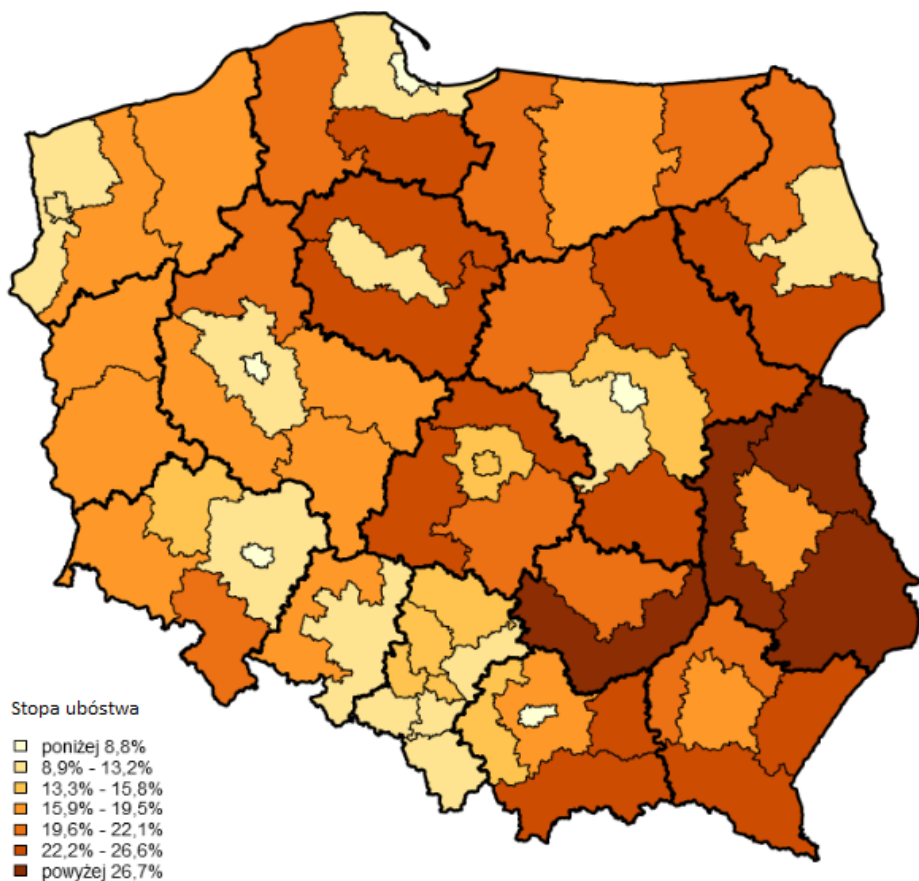 Stopa ubóstwa
poniżej 8,8%
8,9% - 13,2%
13,3% - 15,8%
15,9% - 19,5%
19,6% - 22,1%
22,2% - 26,6%
powyżej 26,7%